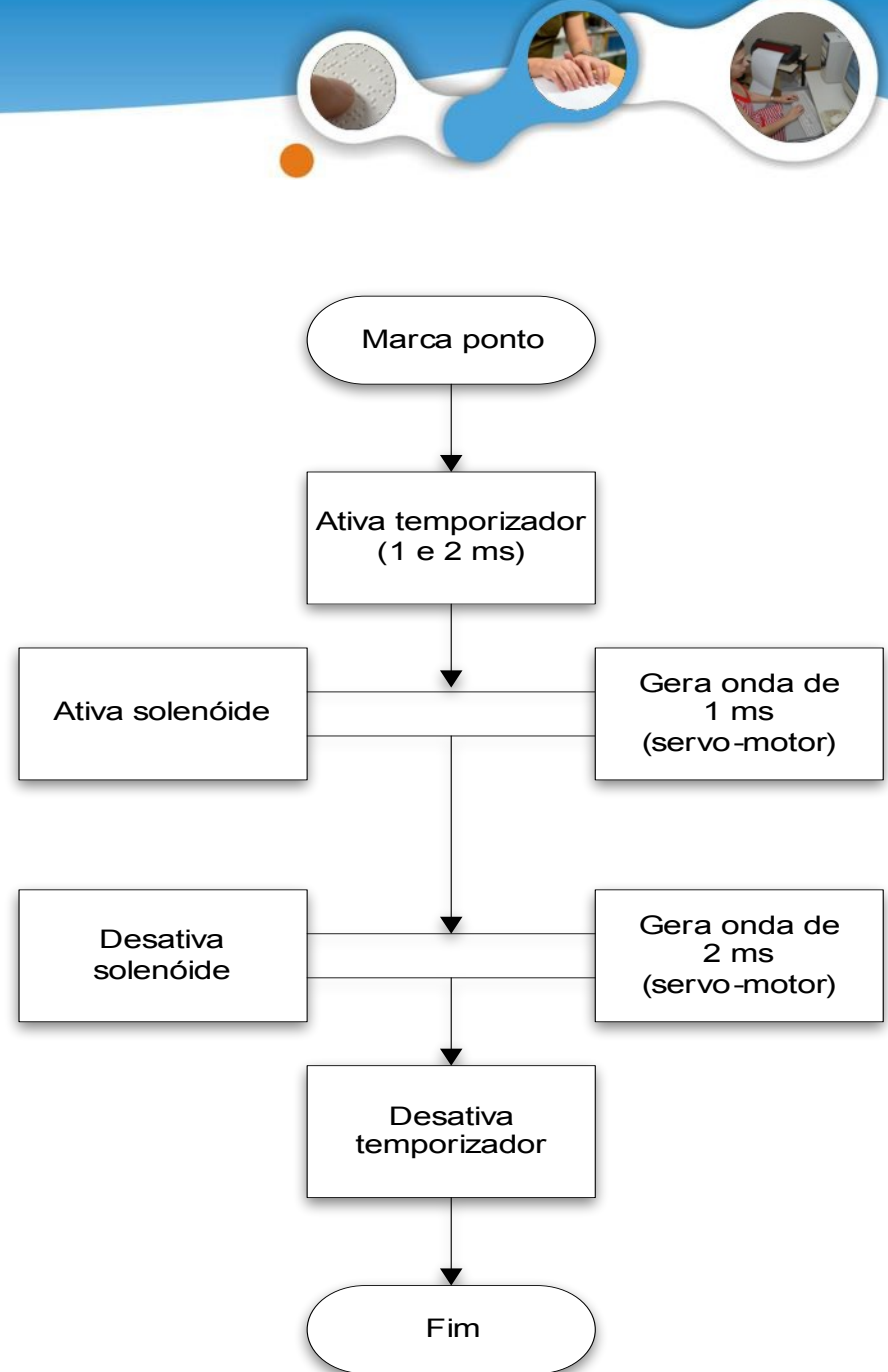 Marca ponto
Ativa temporizador
(1 e 2 ms)
Ativa solenóide
Gera onda de
1 ms
(servo-motor)
Desativa
solenóide
Gera onda de
2 ms
(servo-motor)
Desativa
temporizador
Fim